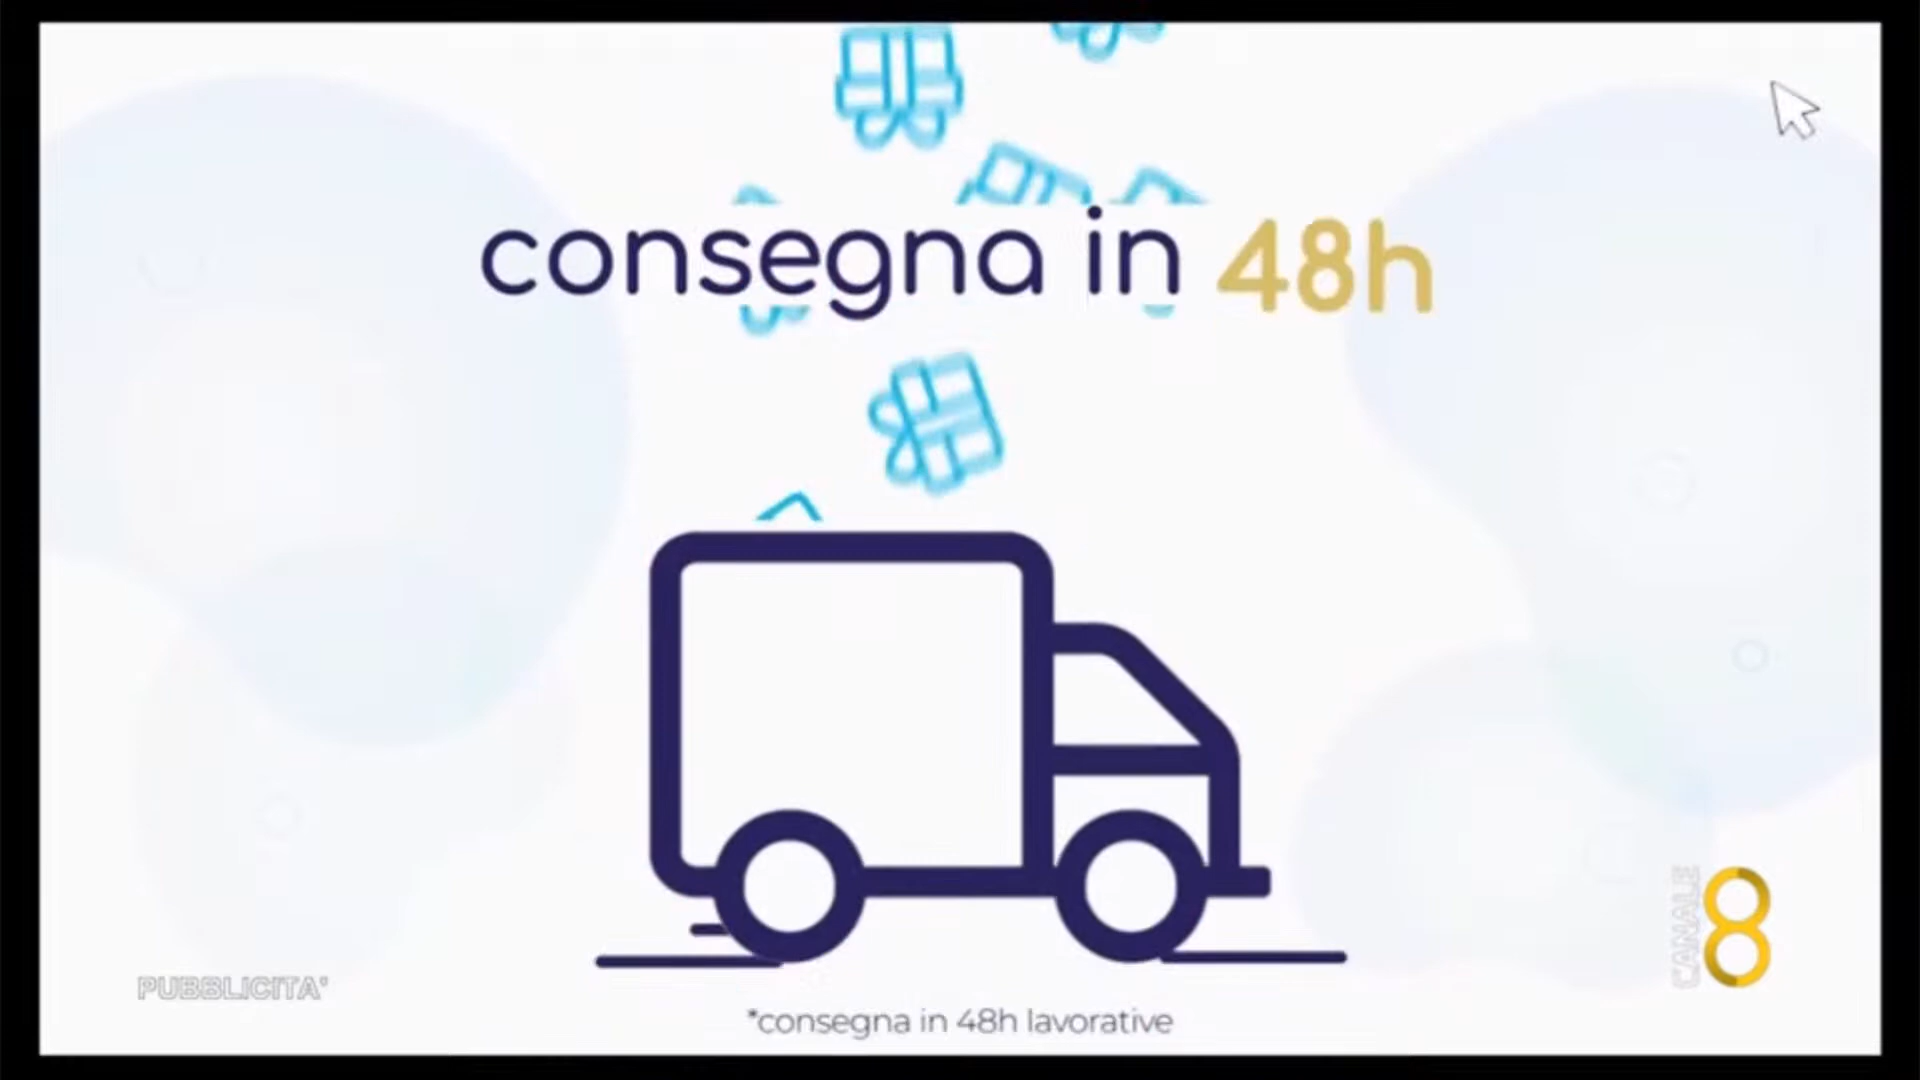 consegna in 48h
CANALE 8
PUBBLICITA'
*consegna in 48h lavorative